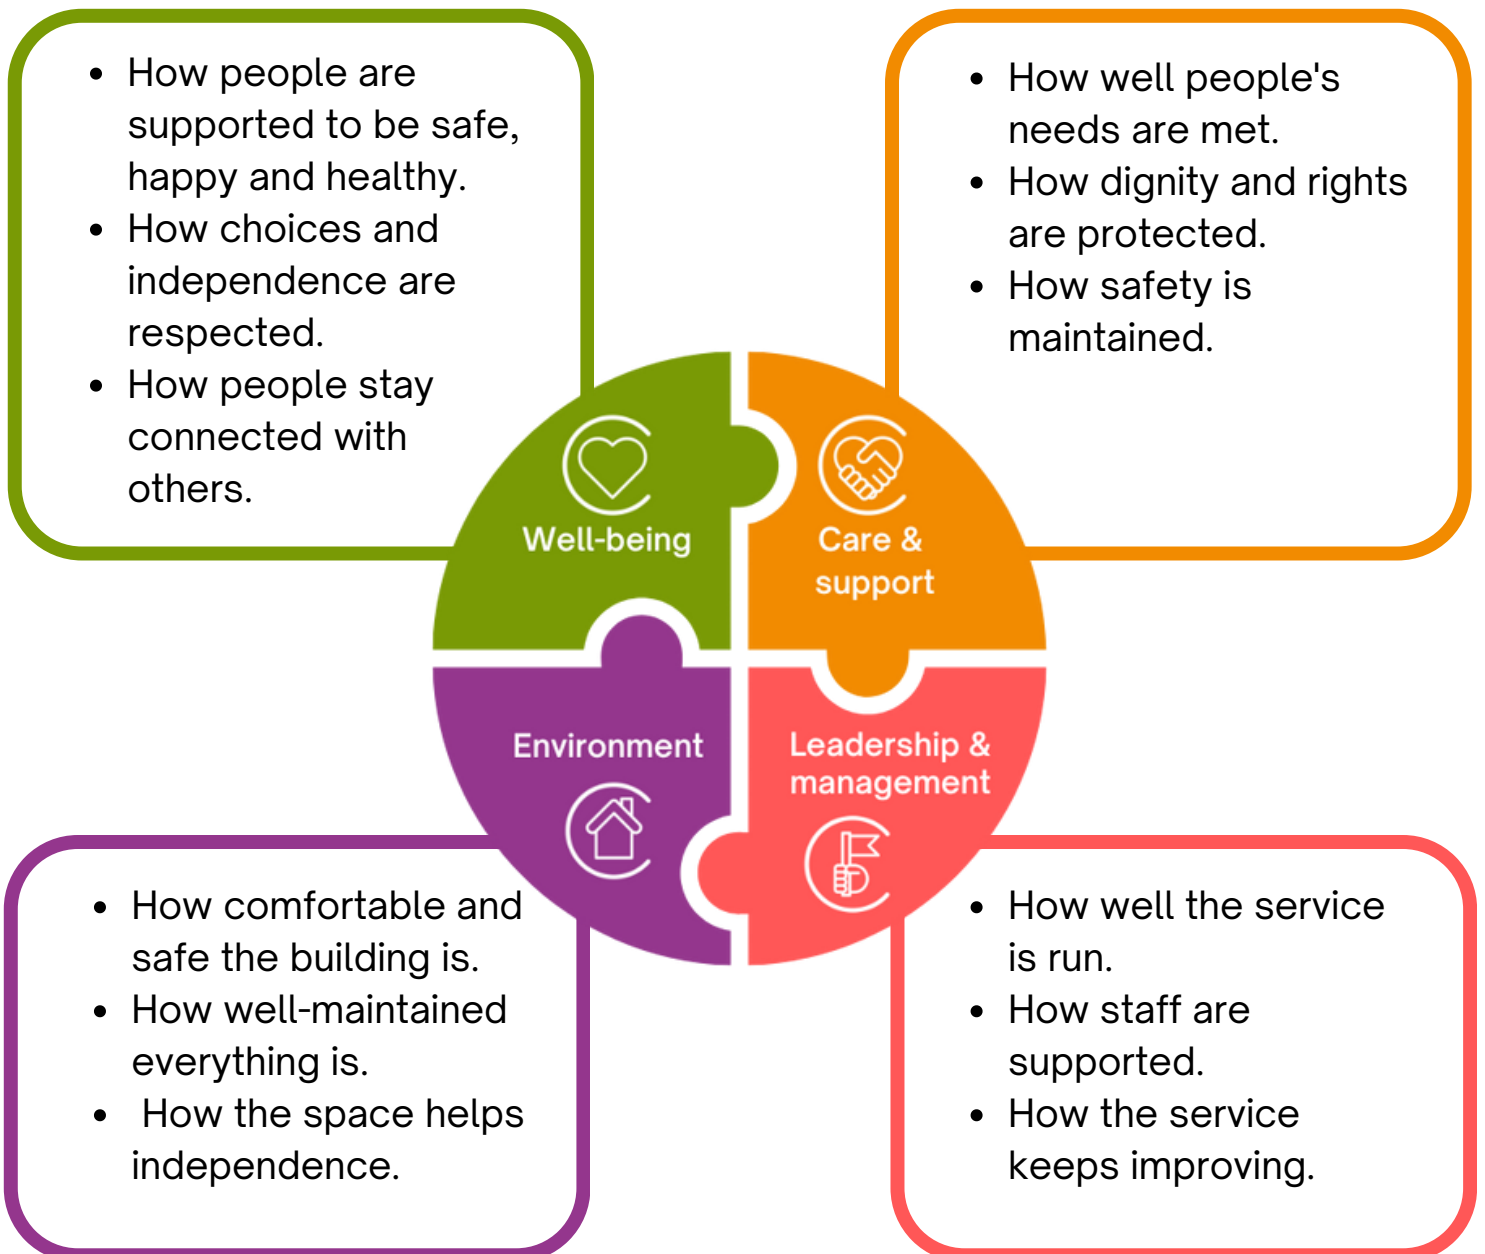 • How people are
supported to be safe,
happy and healthy.
• How choices and
independence are
respected.
• How people stay
connected with
others.
• How well people's
needs are met.
• How dignity and rights
are protected.
• How safety is
maintained.
Well-being
Care &
support
Environment
Leadership &
management
• How comfortable and
safe the building is.
• How well-maintained
everything is.
• How the space helps
independence.
• How well the service
is run.
• How staff are
supported.
• How the service
keeps improving.